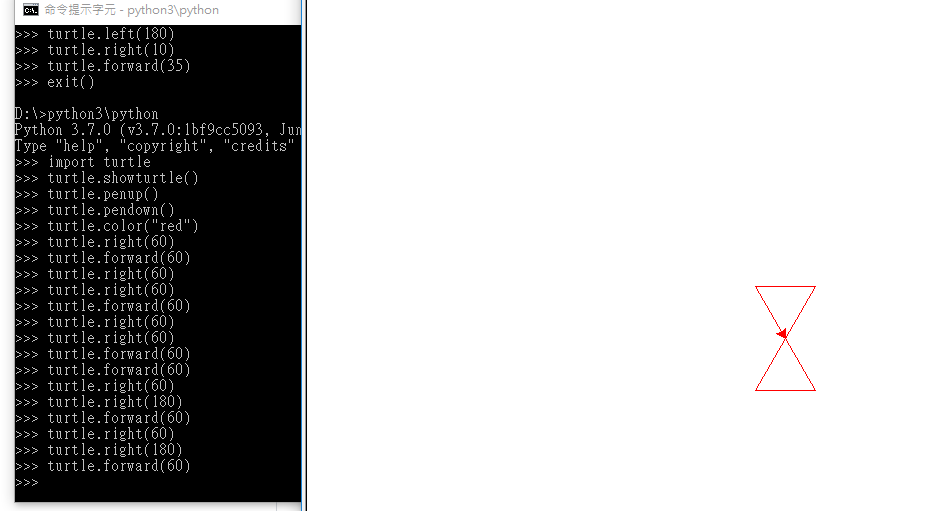 命令提示字元 - python3\python
>>> turtle.left(180)
>>> turtle.right(10)
>>> turtle.forward(35)
>>> exit()
D:\>python3\python
Python 3.7.0 (v3.7.0:1bf9cc5093, Jun
Type "help", "copyright", "credits"
>>> import turtle
>>> turtle.showturtle()
>>> turtle.penup()
>>> turtle.pendown()
>>> turtle.color("red")
>>> turtle.right(60)
>>> turtle.forward(60)
>>> turtle.right(60)
>>> turtle.right(60)
>>> turtle.forward(60)
>>> turtle.right(60)
>>> turtle.right(60)
>>> turtle.forward(60)
>>> turtle.forward(60)
>>> turtle.right(60)
>>> turtle.right(180)
>>> turtle.forward(60)
>>> turtle.right(60)
>>> turtle.right(180)
>>> turtle.forward(60)
>>>